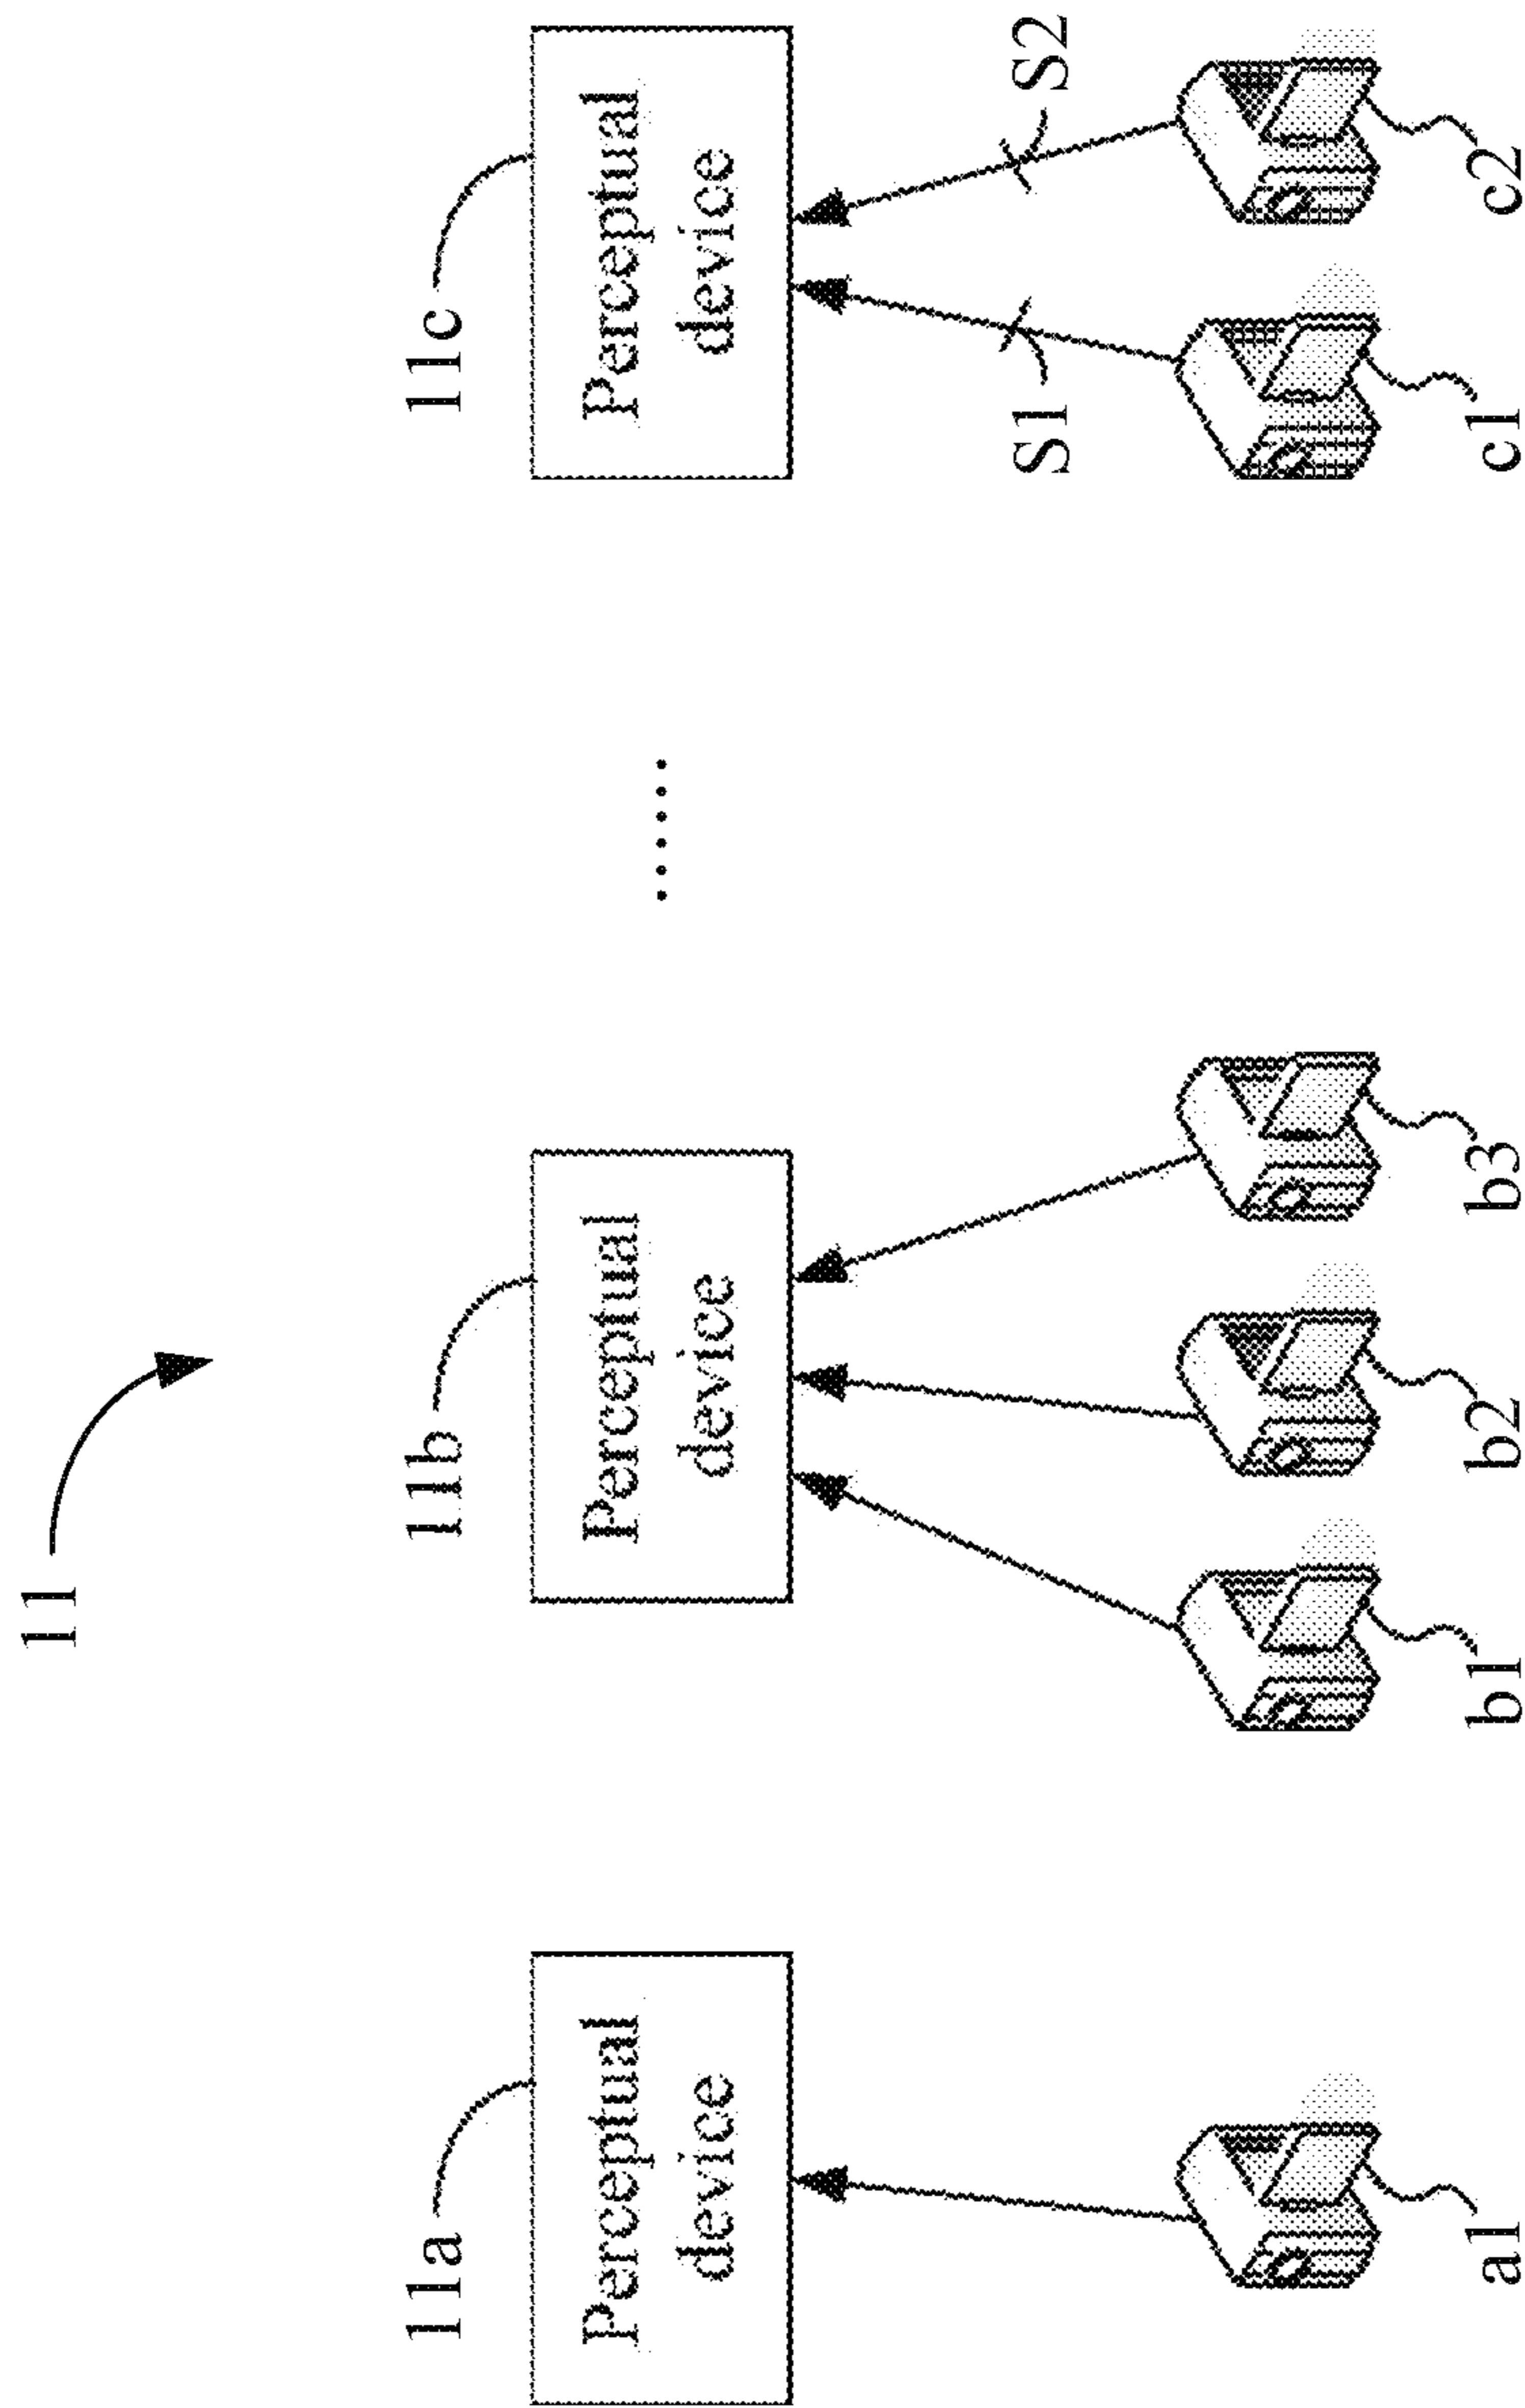 11
11a
11b
11c
Perceptual
device
Perceptual
device
......
Perceptual
device
S1
S2
a1
b1
b2
b3
c1
c2